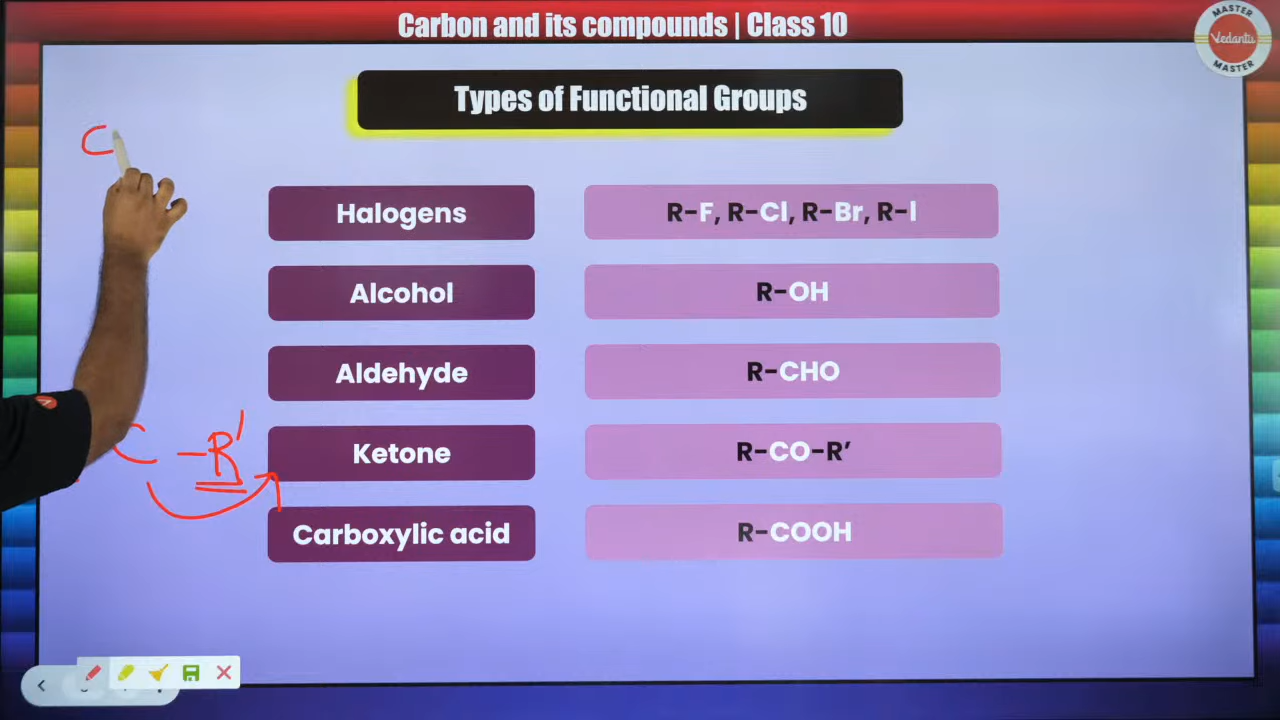 Carbon and its compounds | Class 10
MASTER
Vedantu
MASTER
Types of Functional Groups
C
Halogens
R-F, R-Cl, R-Br, R-I
Alcohol
R-OH
Aldehyde
R-CHO
C -R'
Ketone
R-CO-R’
Carboxylic acid
R-COOH